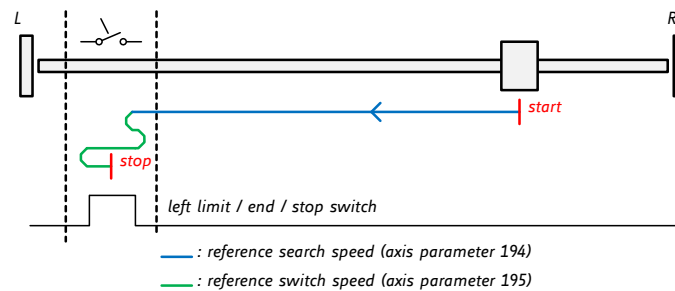 L
R
start
stop
left limit / end / stop switch
: reference search speed (axis parameter 194)
: reference switch speed (axis parameter 195)